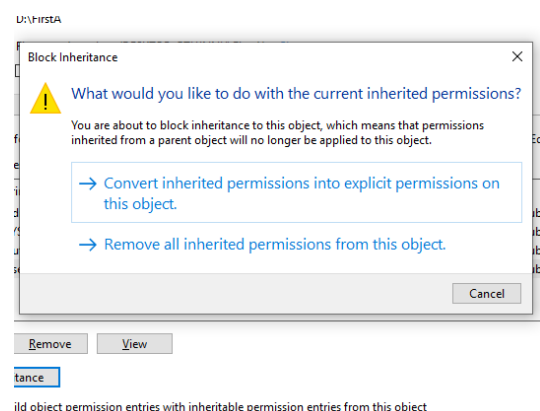 D:\FirstA
Block Inheritance
What would you like to do with the current inherited permissions?
You are about to block inheritance to this object, which means that permissions
inherited from a parent object will no longer be applied to this object.
Convert inherited permissions into explicit permissions on
this object.
Remove all inherited permissions from this object.
Cancel
Remove View
itance
ild object permission entries with inheritable permission entries from this object